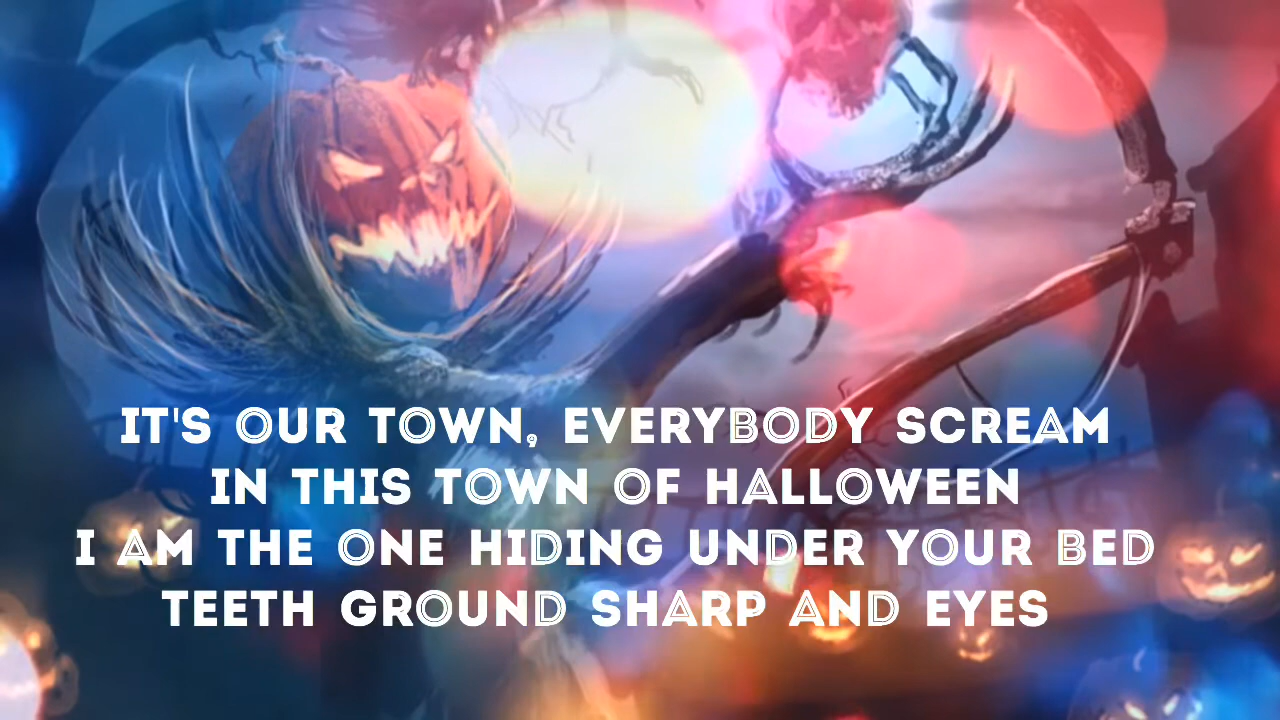 IT'S OUR TOWN, EVERYBODY SCREAM
IN THIS TOWN OF HALLOWEEN
I AM THE ONE HIDING UNDER YOUR BED
TEETH GROUND SHARP AND EYES